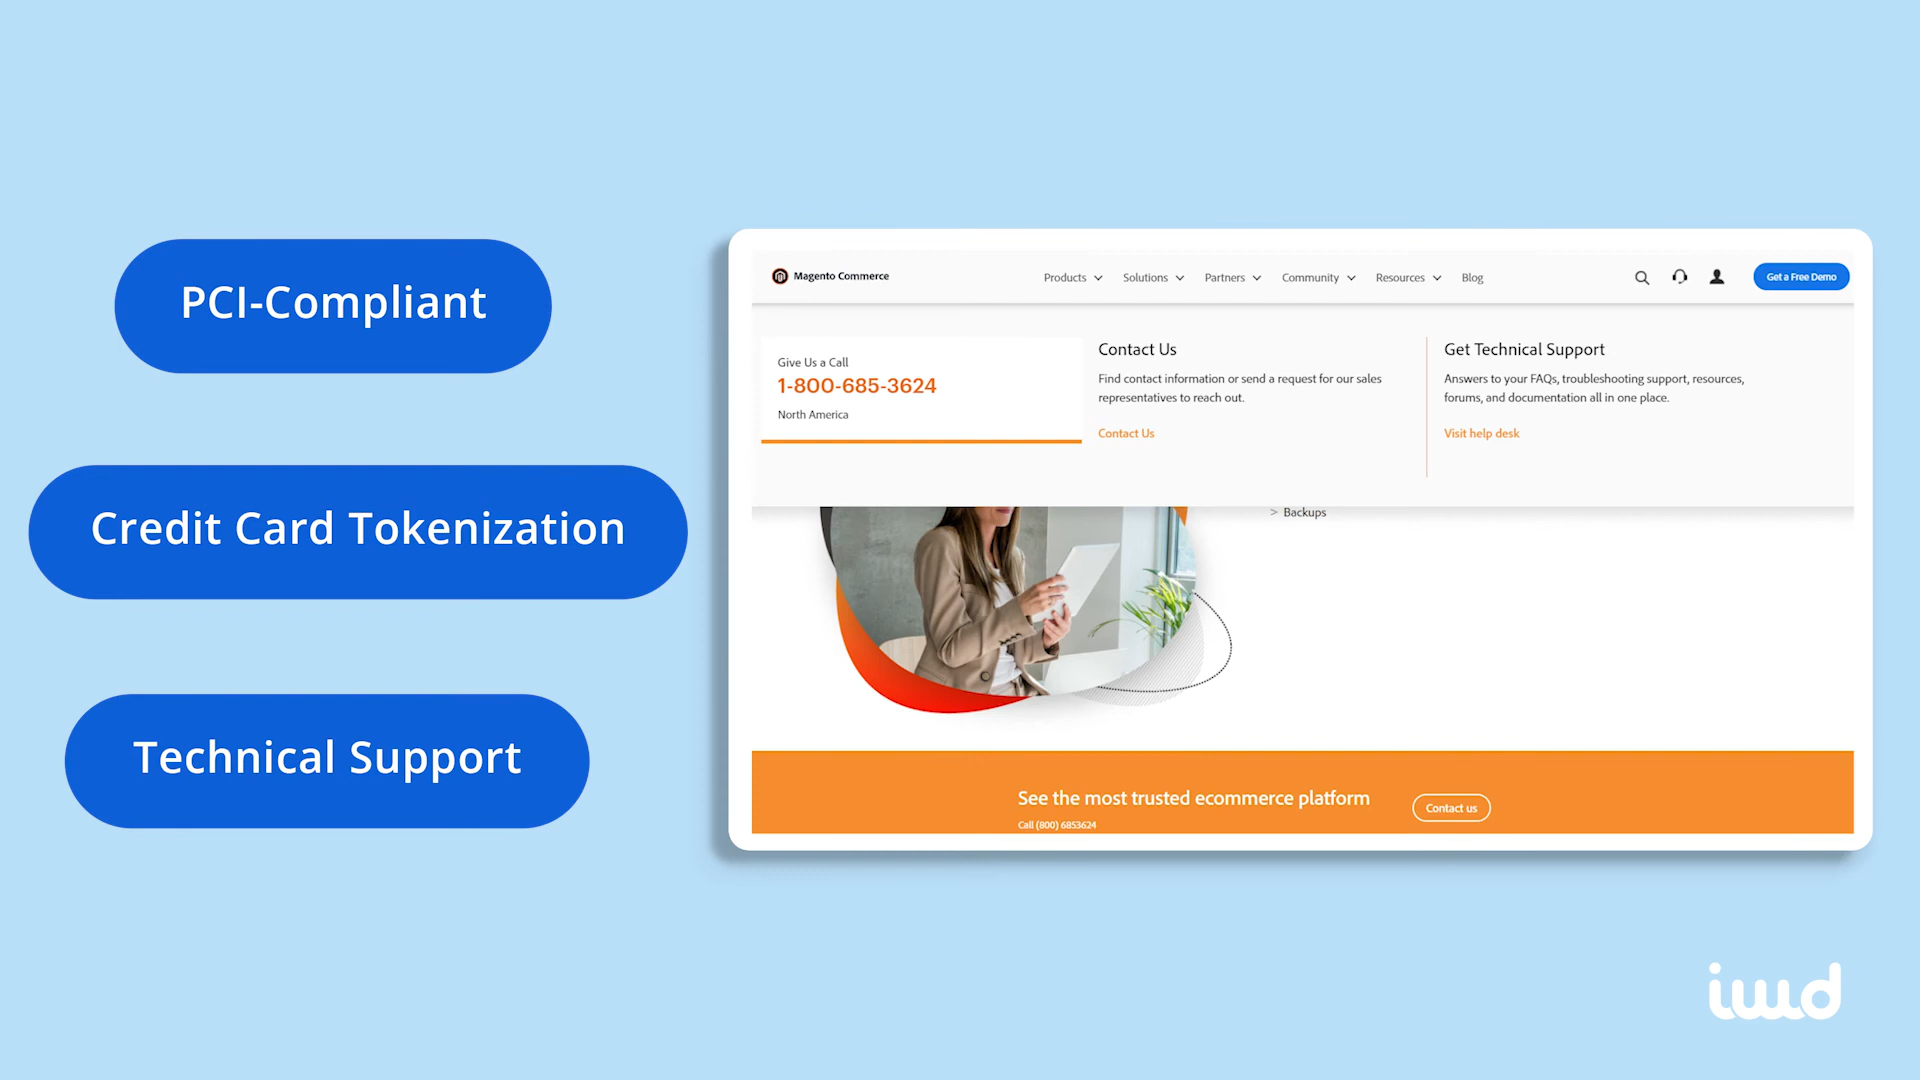 PCI-Compliant
Credit Card Tokenization
Technical Support
Magento Commerce
Products
Solutions
Partners
Community
Resources
Blog
Get a Free Demo
Give Us a Call
1-800-685-3624
North America
Contact Us
Find contact information or send a request for our sales
representatives to reach out.
Contact Us
Get Technical Support
Answers to your FAQs, troubleshooting support, resources,
forums, and documentation all in one place.
Visit help desk
> Backups
See the most trusted ecommerce platform
Call (800) 6853624
Contact us
iwd